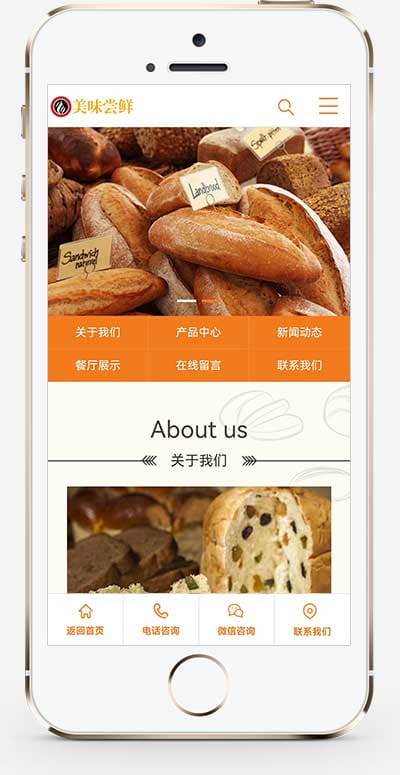 美味尝鲜
Spelt
Landbrood
Sandwich
naturel
关于我们 产品中心 新闻动态
餐厅展示 在线留言 联系我们
About us
关于我们
返回首页 电话咨询 微信咨询 联系我们